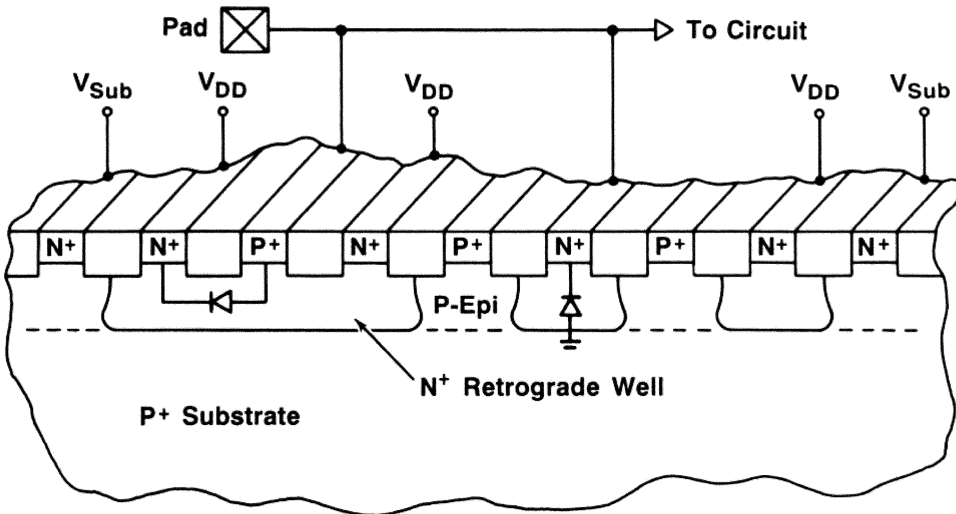 Pad
To Circuit
VSub VDD VDD VDD VSub
N+ N+ P+ N+ P+ N+ P+ N+ N+
P-Epi
N+ Retrograde Well
P+ Substrate